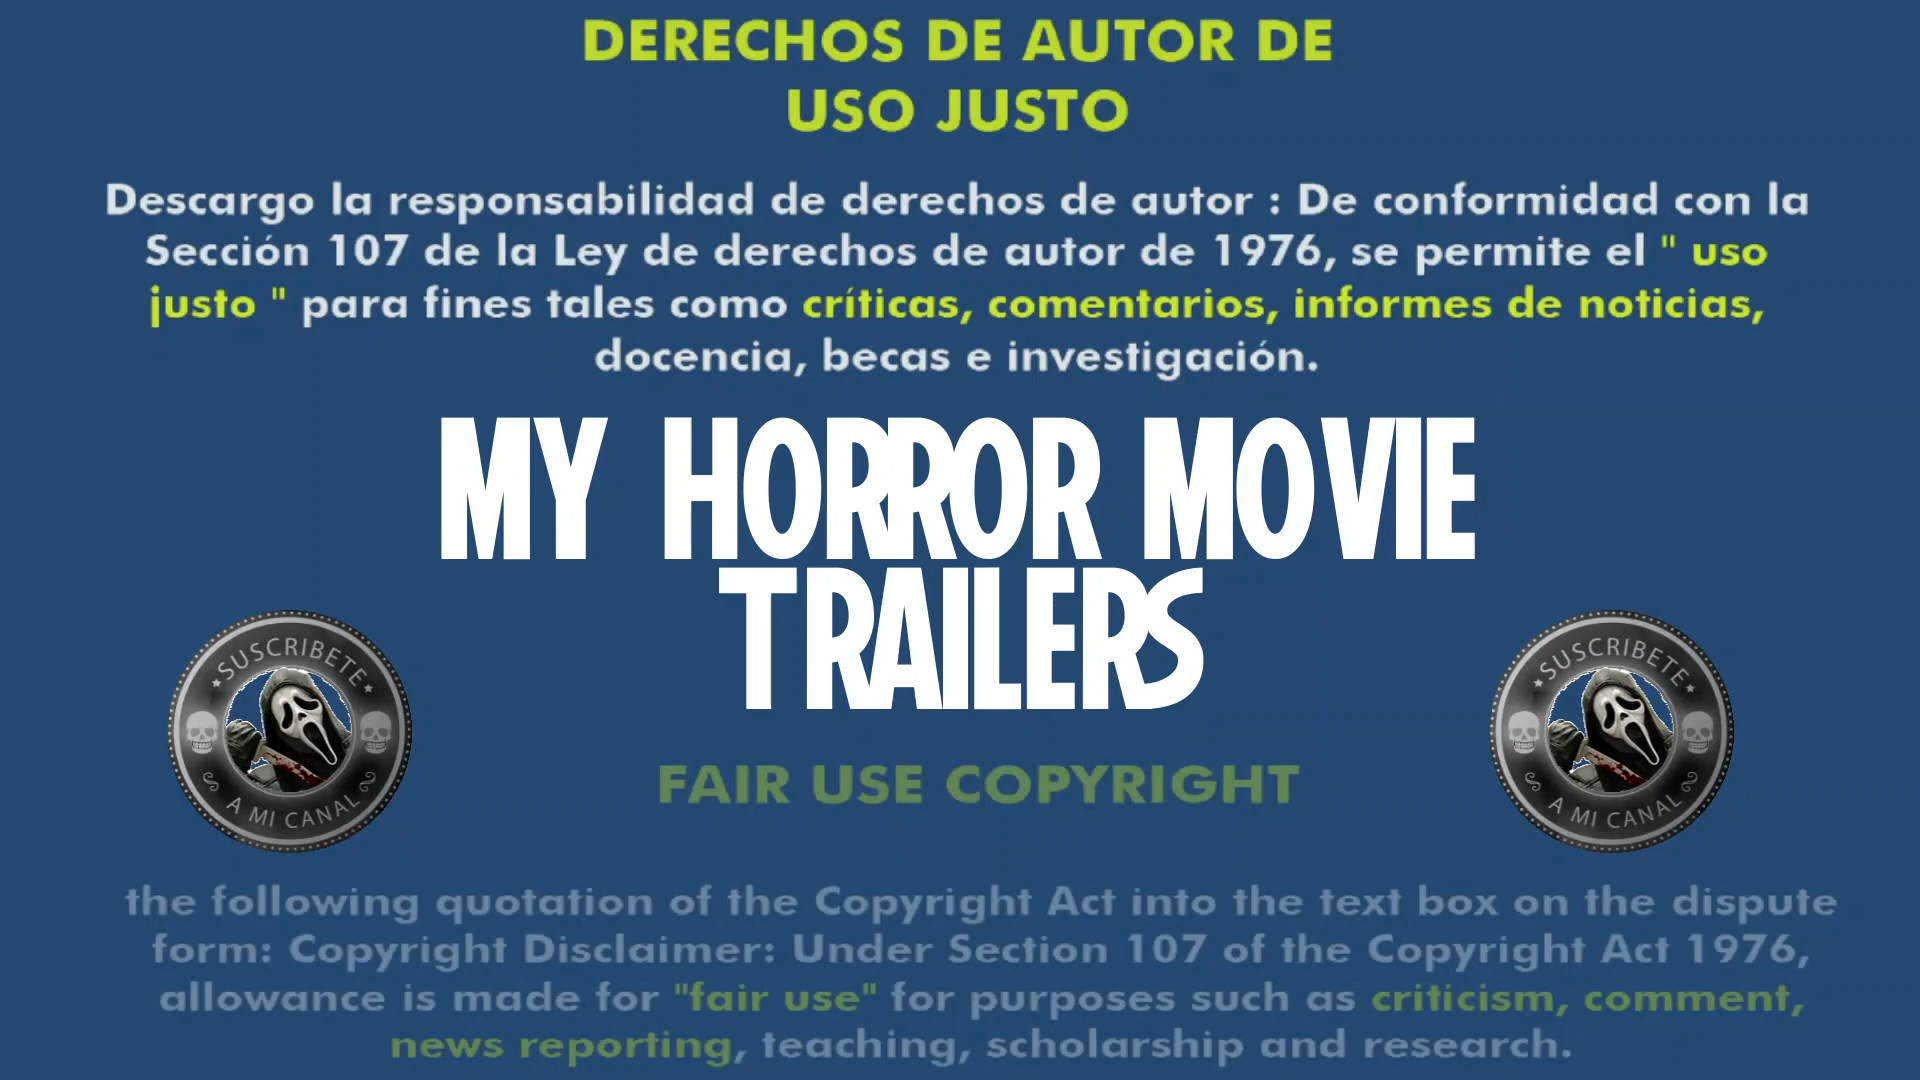 DERECHOS DE AUTOR DE
USO JUSTO
Descargo la responsabilidad de derechos de autor : De conformidad con la
Sección 107 de la Ley de derechos de autor de 1976, se permite el " uso
justo " para fines tales como críticas, comentarios, informes de noticias,
docencia, becas e investigación.
MY HORROR MOVIE
TRAILERS
SUSCRIBETE
A MI CANAL
SUSCRIBETE
A MI CANAL
FAIR USE COPYRIGHT
the following quotation of the Copyright Act into the text box on the dispute
form: Copyright Disclaimer: Under Section 107 of the Copyright Act 1976,
allowance is made for "fair use" for purposes such as criticism, comment,
news reporting, teaching, scholarship and research.